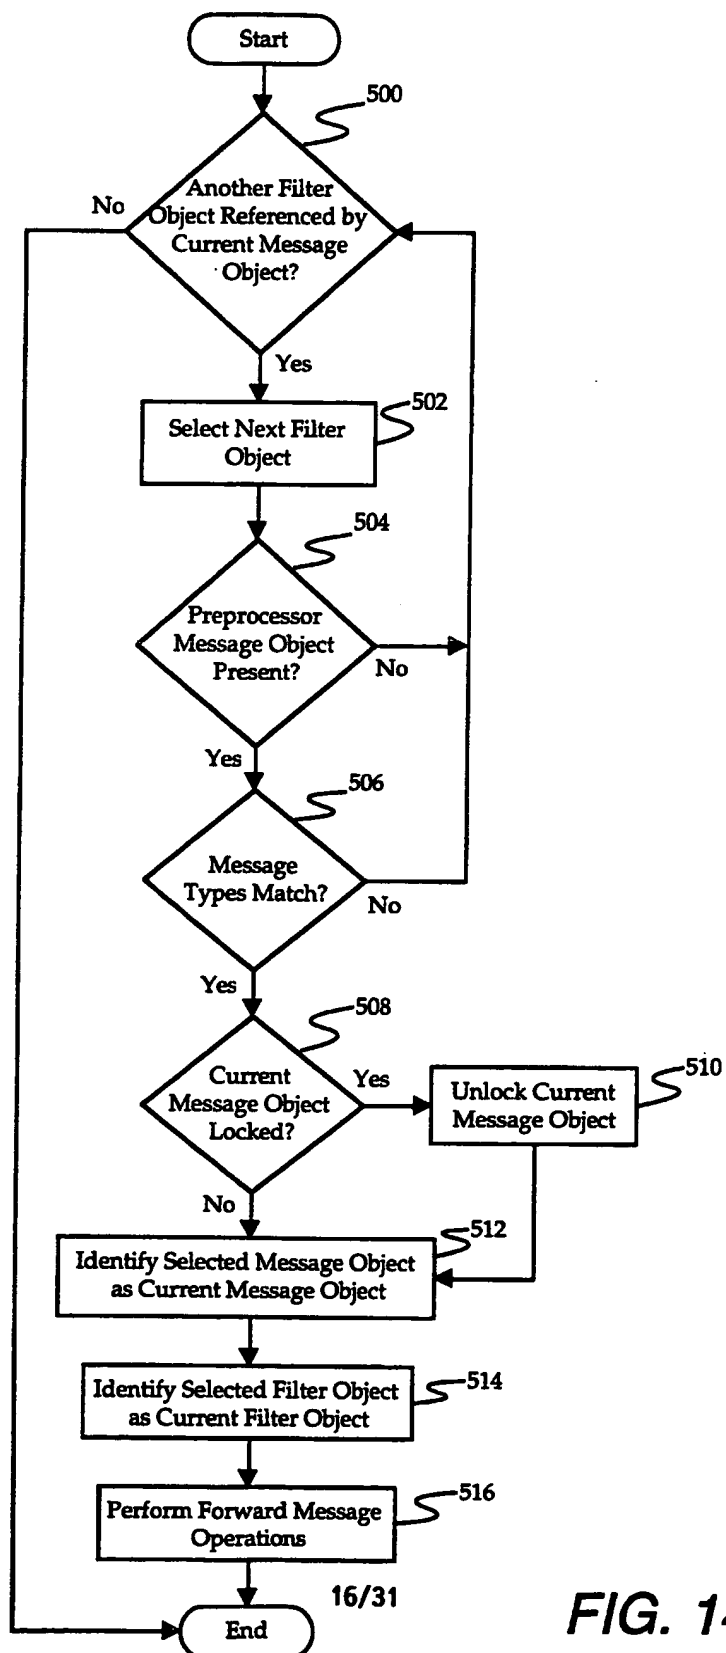 Start
500
No
Another Filter
Object Referenced by
Current Message
Object?
Yes
502
Select Next Filter
Object
504
Preprocessor
Message Object
Present?
No
Yes
506
Message
Types Match?
No
Yes
508
Current
Message Object
Locked?
Yes
510
Unlock Current
Message Object
No
512
Identify Selected Message Object
as Current Message Object
514
Identify Selected Filter Object
as Current Filter Object
516
Perform Forward Message
Operations
16/31
End
FIG. 14